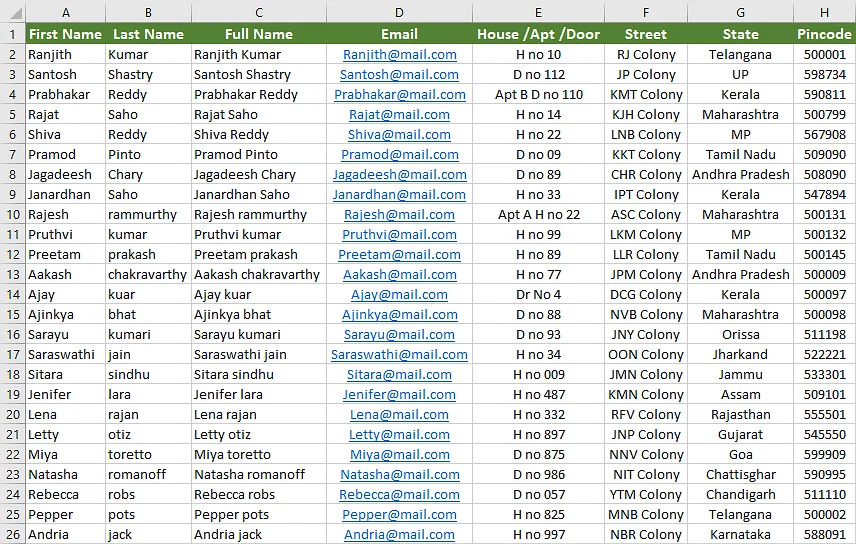 A B C D E F G H
1 First Name Last Name Full Name Email House /Apt /Door Street State Pincode
2 Ranjith Kumar Ranjith Kumar Ranjith@mail.com H no 10 RJ Colony Telangana 500001
3 Santosh Shastry Santosh Shastry Santosh@mail.com D no 112 JP Colony UP 598734
4 Prabhakar Reddy Prabhakar Reddy Prabhakar@mail.com Apt B D no 110 KMT Colony Kerala 590811
5 Rajat Saho Rajat Saho Rajat@mail.com H no 14 KJH Colony Maharashtra 500799
6 Shiva Reddy Shiva Reddy Shiva@mail.com H no 22 LNB Colony MP 567908
7 Pramod Pinto Pramod Pinto Pramod@mail.com D no 09 KKT Colony Tamil Nadu 509090
8 Jagadeesh Chary Jagadeesh Chary Jagadeesh@mail.com D no 89 CHR Colony Andhra Pradesh 508090
9 Janardhan Saho Janardhan Saho Janardhan@mail.com H no 33 IPT Colony Kerala 547894
10 Rajesh rammurthy Rajesh rammurthy Rajesh@mail.com Apt A H no 22 ASC Colony Maharashtra 500131
11 Pruthvi kumar Pruthvi kumar Pruthvi@mail.com H no 99 LKM Colony MP 500132
12 Preetam prakash Preetam prakash Preetam@mail.com H no 89 LLR Colony Tamil Nadu 500145
13 Aakash chakravarthy Aakash chakravarthy Aakash@mail.com H no 77 JPM Colony Andhra Pradesh 500009
14 Ajay kuar Ajay kuar Ajay@mail.com Dr No 4 DCG Colony Kerala 500097
15 Ajinkya bhat Ajinkya bhat Ajinkya@mail.com D no 88 NVB Colony Maharashtra 500098
16 Sarayu kumari Sarayu kumari Sarayu@mail.com D no 93 JNY Colony Orissa 511198
17 Saraswathi jain Saraswathi jain Saraswathi@mail.com H no 34 OON Colony Jharkand 522221
18 Sitara sindhu Sitara sindhu Sitara@mail.com H no 009 JMN Colony Jammu 533301
19 Jenifer lara Jenifer lara Jenifer@mail.com H no 487 KMN Colony Assam 509101
20 Lena rajan Lena rajan Lena@mail.com H no 332 RFV Colony Rajasthan 555501
21 Letty otiz Letty otiz Letty@mail.com H no 897 JNP Colony Gujarat 545550
22 Miya toretto Miya toretto Miya@mail.com D no 875 NNV Colony Goa 599909
23 Natasha romanoff Natasha romanoff Natasha@mail.com D no 986 NIT Colony Chattisghar 590995
24 Rebecca robs Rebecca robs Rebecca@mail.com D no 057 YTM Colony Chandigarh 511110
25 Pepper pots Pepper pots Pepper@mail.com H no 825 MNB Colony Telangana 500002
26 Andria jack Andria jack Andria@mail.com H no 997 NBR Colony Karnataka 588091